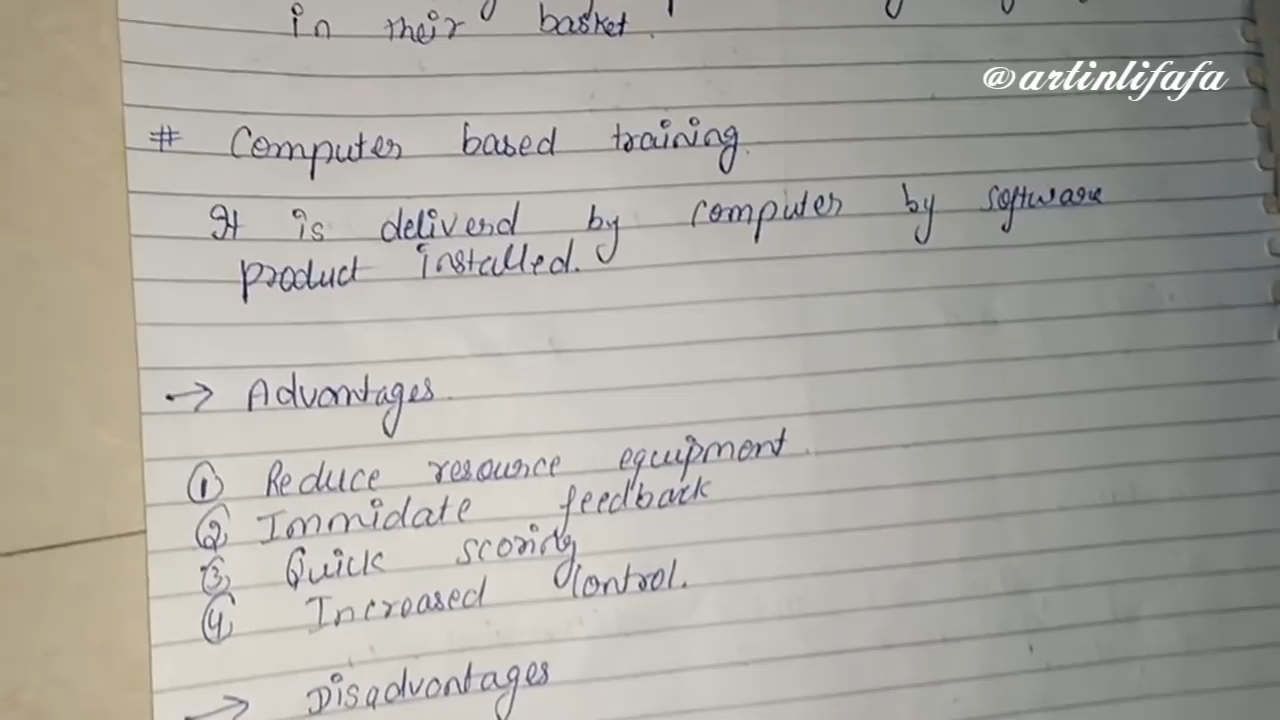 in their basket.
@artinlifafa
# Computer based training.
It is deliverd by computer by software
product installed.
→ Advantages.
① Reduce resource equipment.
② Immidate feedback
③ Quick scoring
④ Increased control.
→ Disadvantages